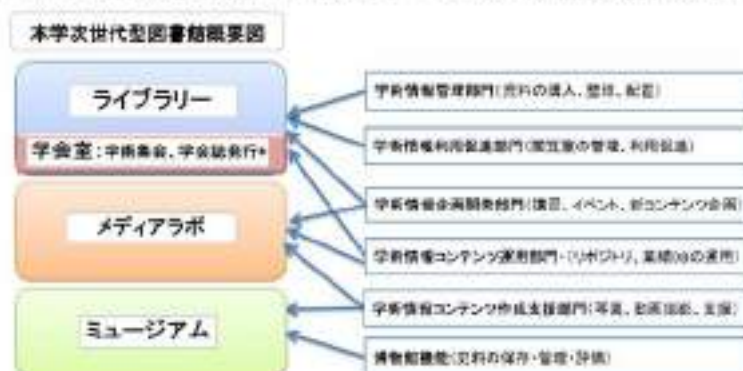 本学次世代型図書館概要図
ライブラリー
学術情報管理部門(資料の購入、整理、配置)
学会室:学術集会、学会誌発行*
学術情報利用促進部門(閲覧室の管理、利用促進)
メディアラボ
学術情報企画開発部門(講習、イベント、新コンテンツ企画)
学術情報コンテンツ運用部門・(リポジトリ、業績DBの運用)
ミュージアム
学術情報コンテンツ作成支援部門(写真、動画 、支援)
博物館機能(史料の保存・管理・評価)